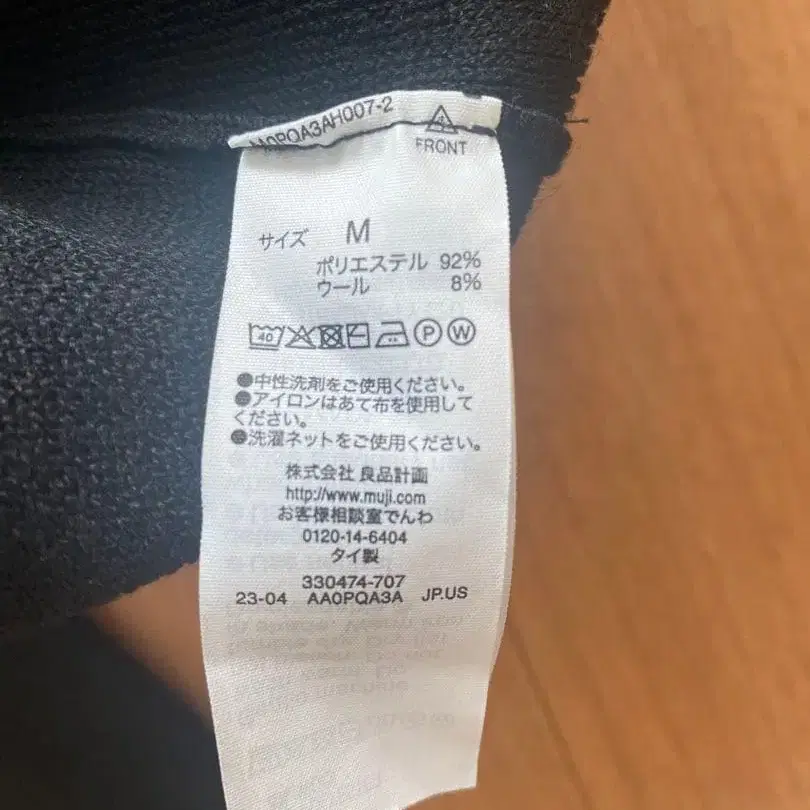 AA0PQA3AH007-2
FRONT
サイズ M
ポリエステル 92%
ウール 8%
40 P W
●中性洗剤をご使用ください。
●アイロンはあて布を使用して
ください。
●洗濯ネットをご使用ください。
株式会社 良品計画
http://www.muji.com
お客様相談室でんわ
0120-14-6404
タイ製
330474-707
23-04 AA0PQA3A JP.US